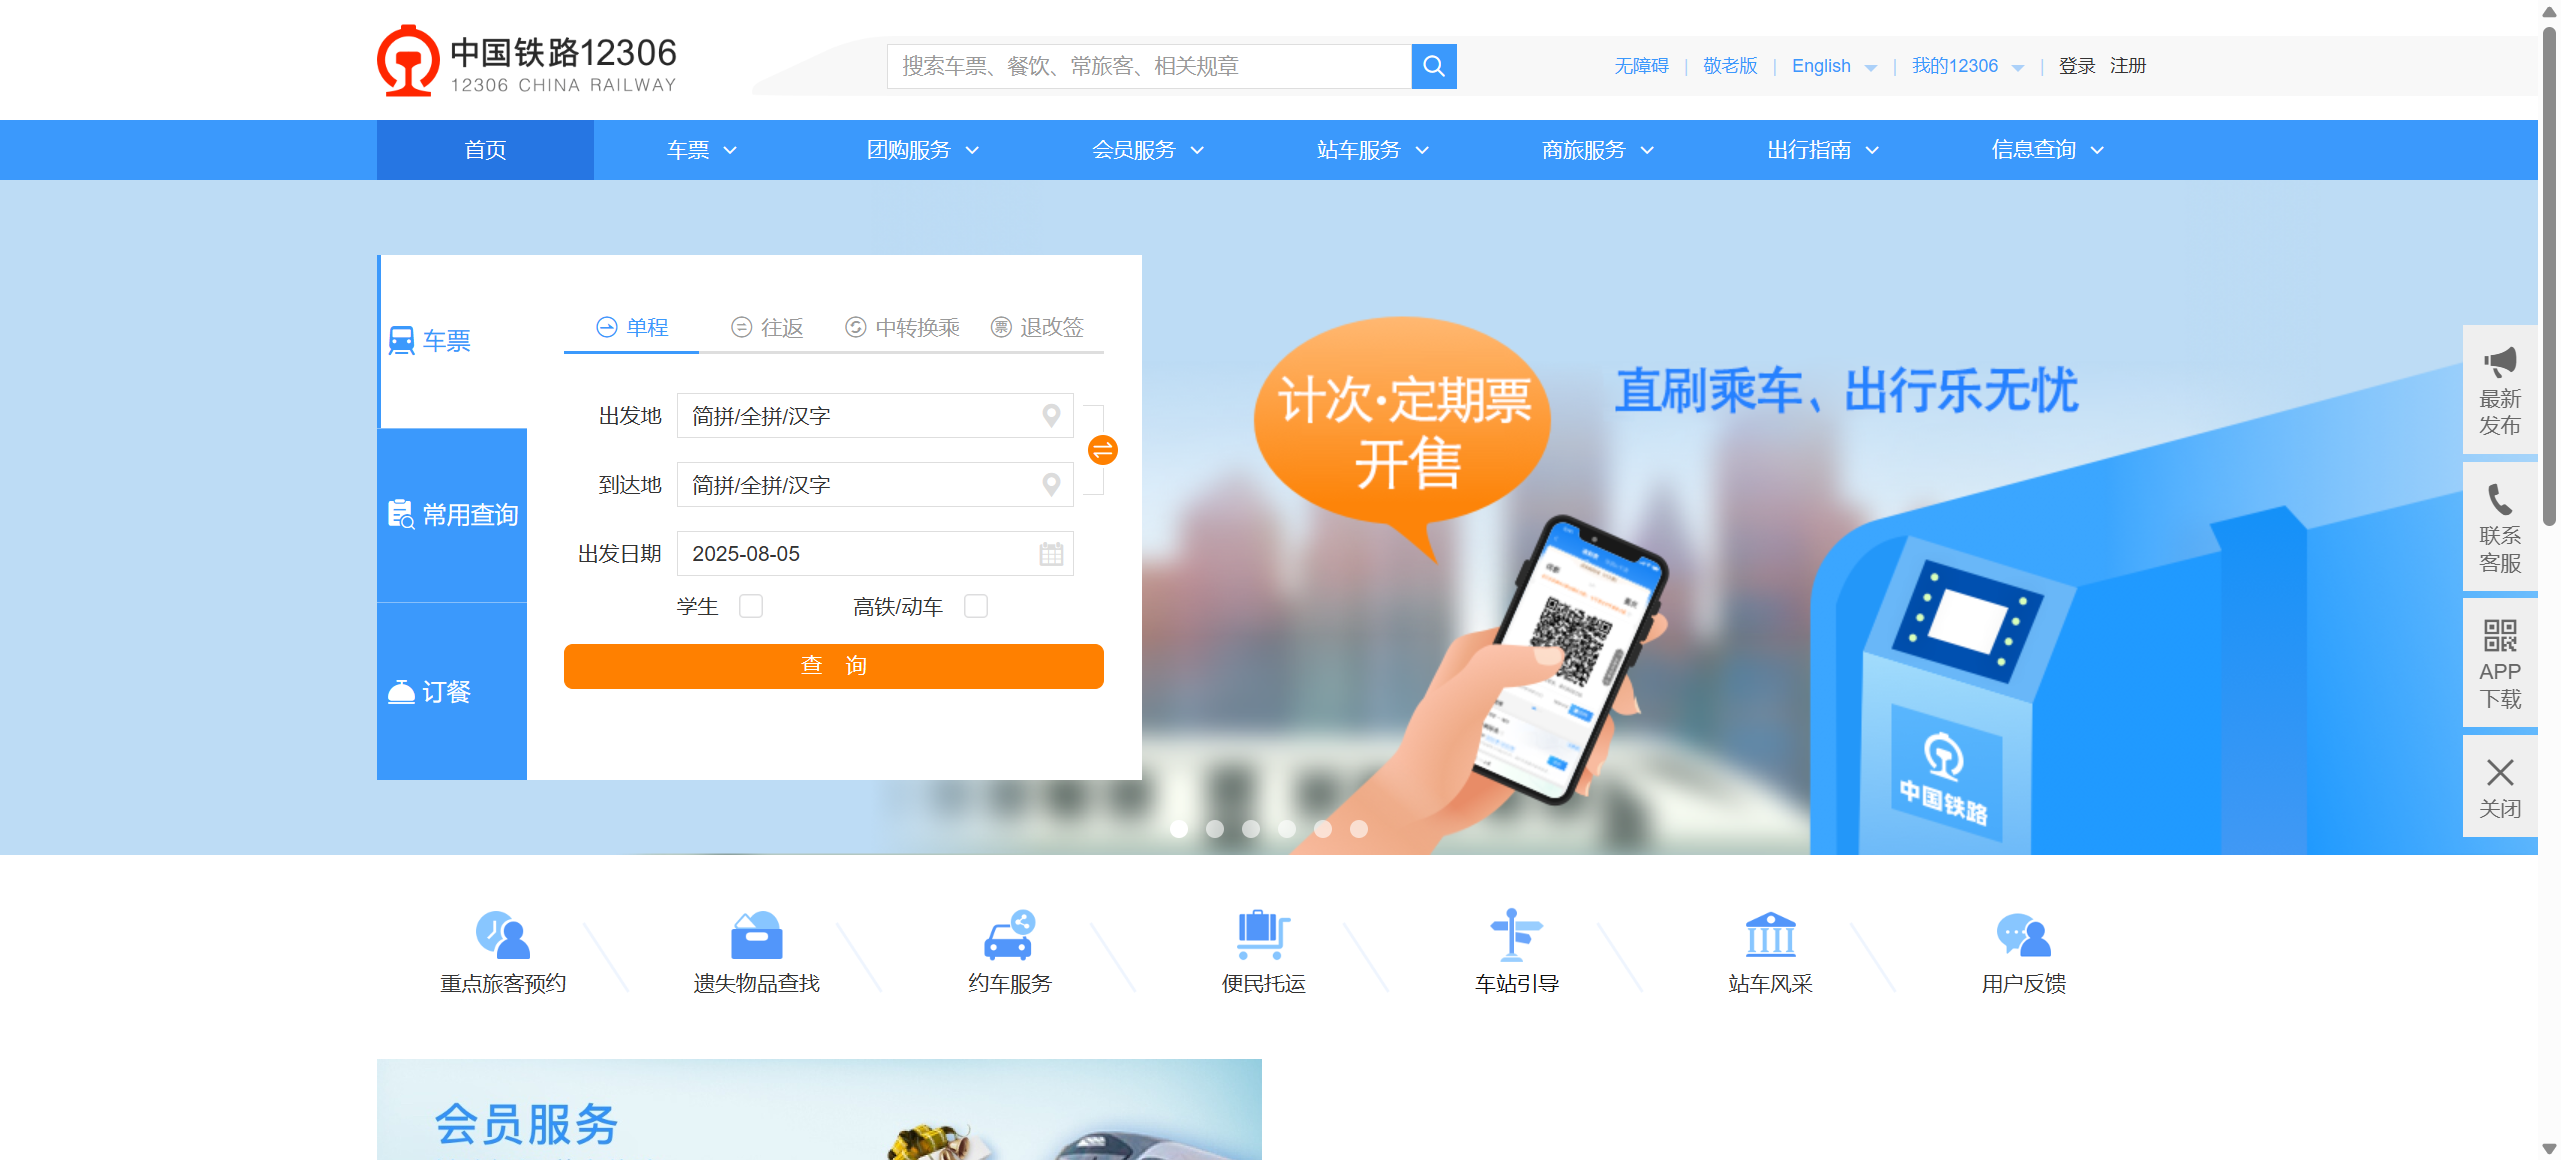 中国铁路12306
12306 CHINA RAILWAY
搜索车票、餐饮、常旅客、相关规章
无障碍 | 敬老版 | English | 我的12306 | 登录 注册
首页 车票 团购服务 会员服务 站车服务 商旅服务 出行指南 信息查询
车票
常用查询
订餐
单程 往返 中转换乘 票 退改签
出发地 简拼/全拼/汉字
到达地 简拼/全拼/汉字
出发日期 2025-08-05
学生 高铁/动车
查 询
计次·定期票
开售
直刷乘车、出行乐无忧
中国铁路
最新
发布
联系
客服
APP
下载
关闭
重点旅客预约 遗失物品查找 约车服务 便民托运 车站引导 站车风采 用户反馈
会员服务